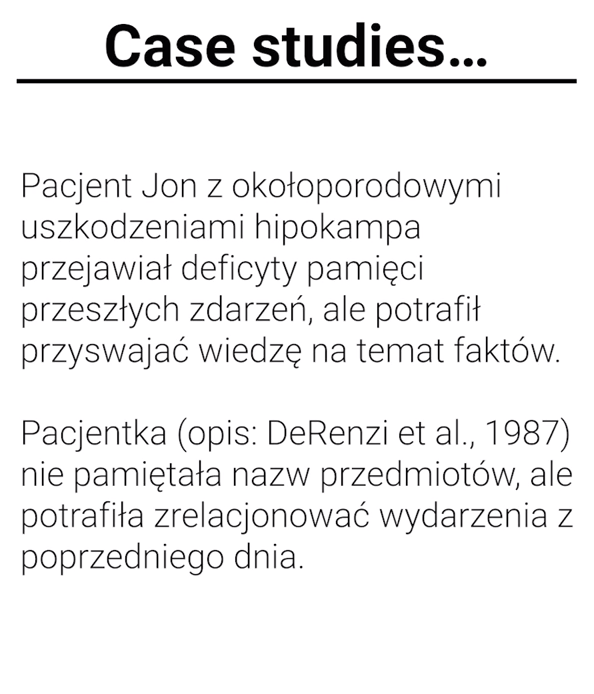 Case studies…
Pacjent Jon z okołoporodowymi
uszkodzeniami hipokampa
przejawiał deficyty pamięci
przeszłych zdarzeń, ale potrafił
przyswajać wiedzę na temat faktów.
Pacjentka (opis: DeRenzi et al., 1987)
nie pamiętała nazw przedmiotów, ale
potrafiła zrelacjonować wydarzenia z
poprzedniego dnia.